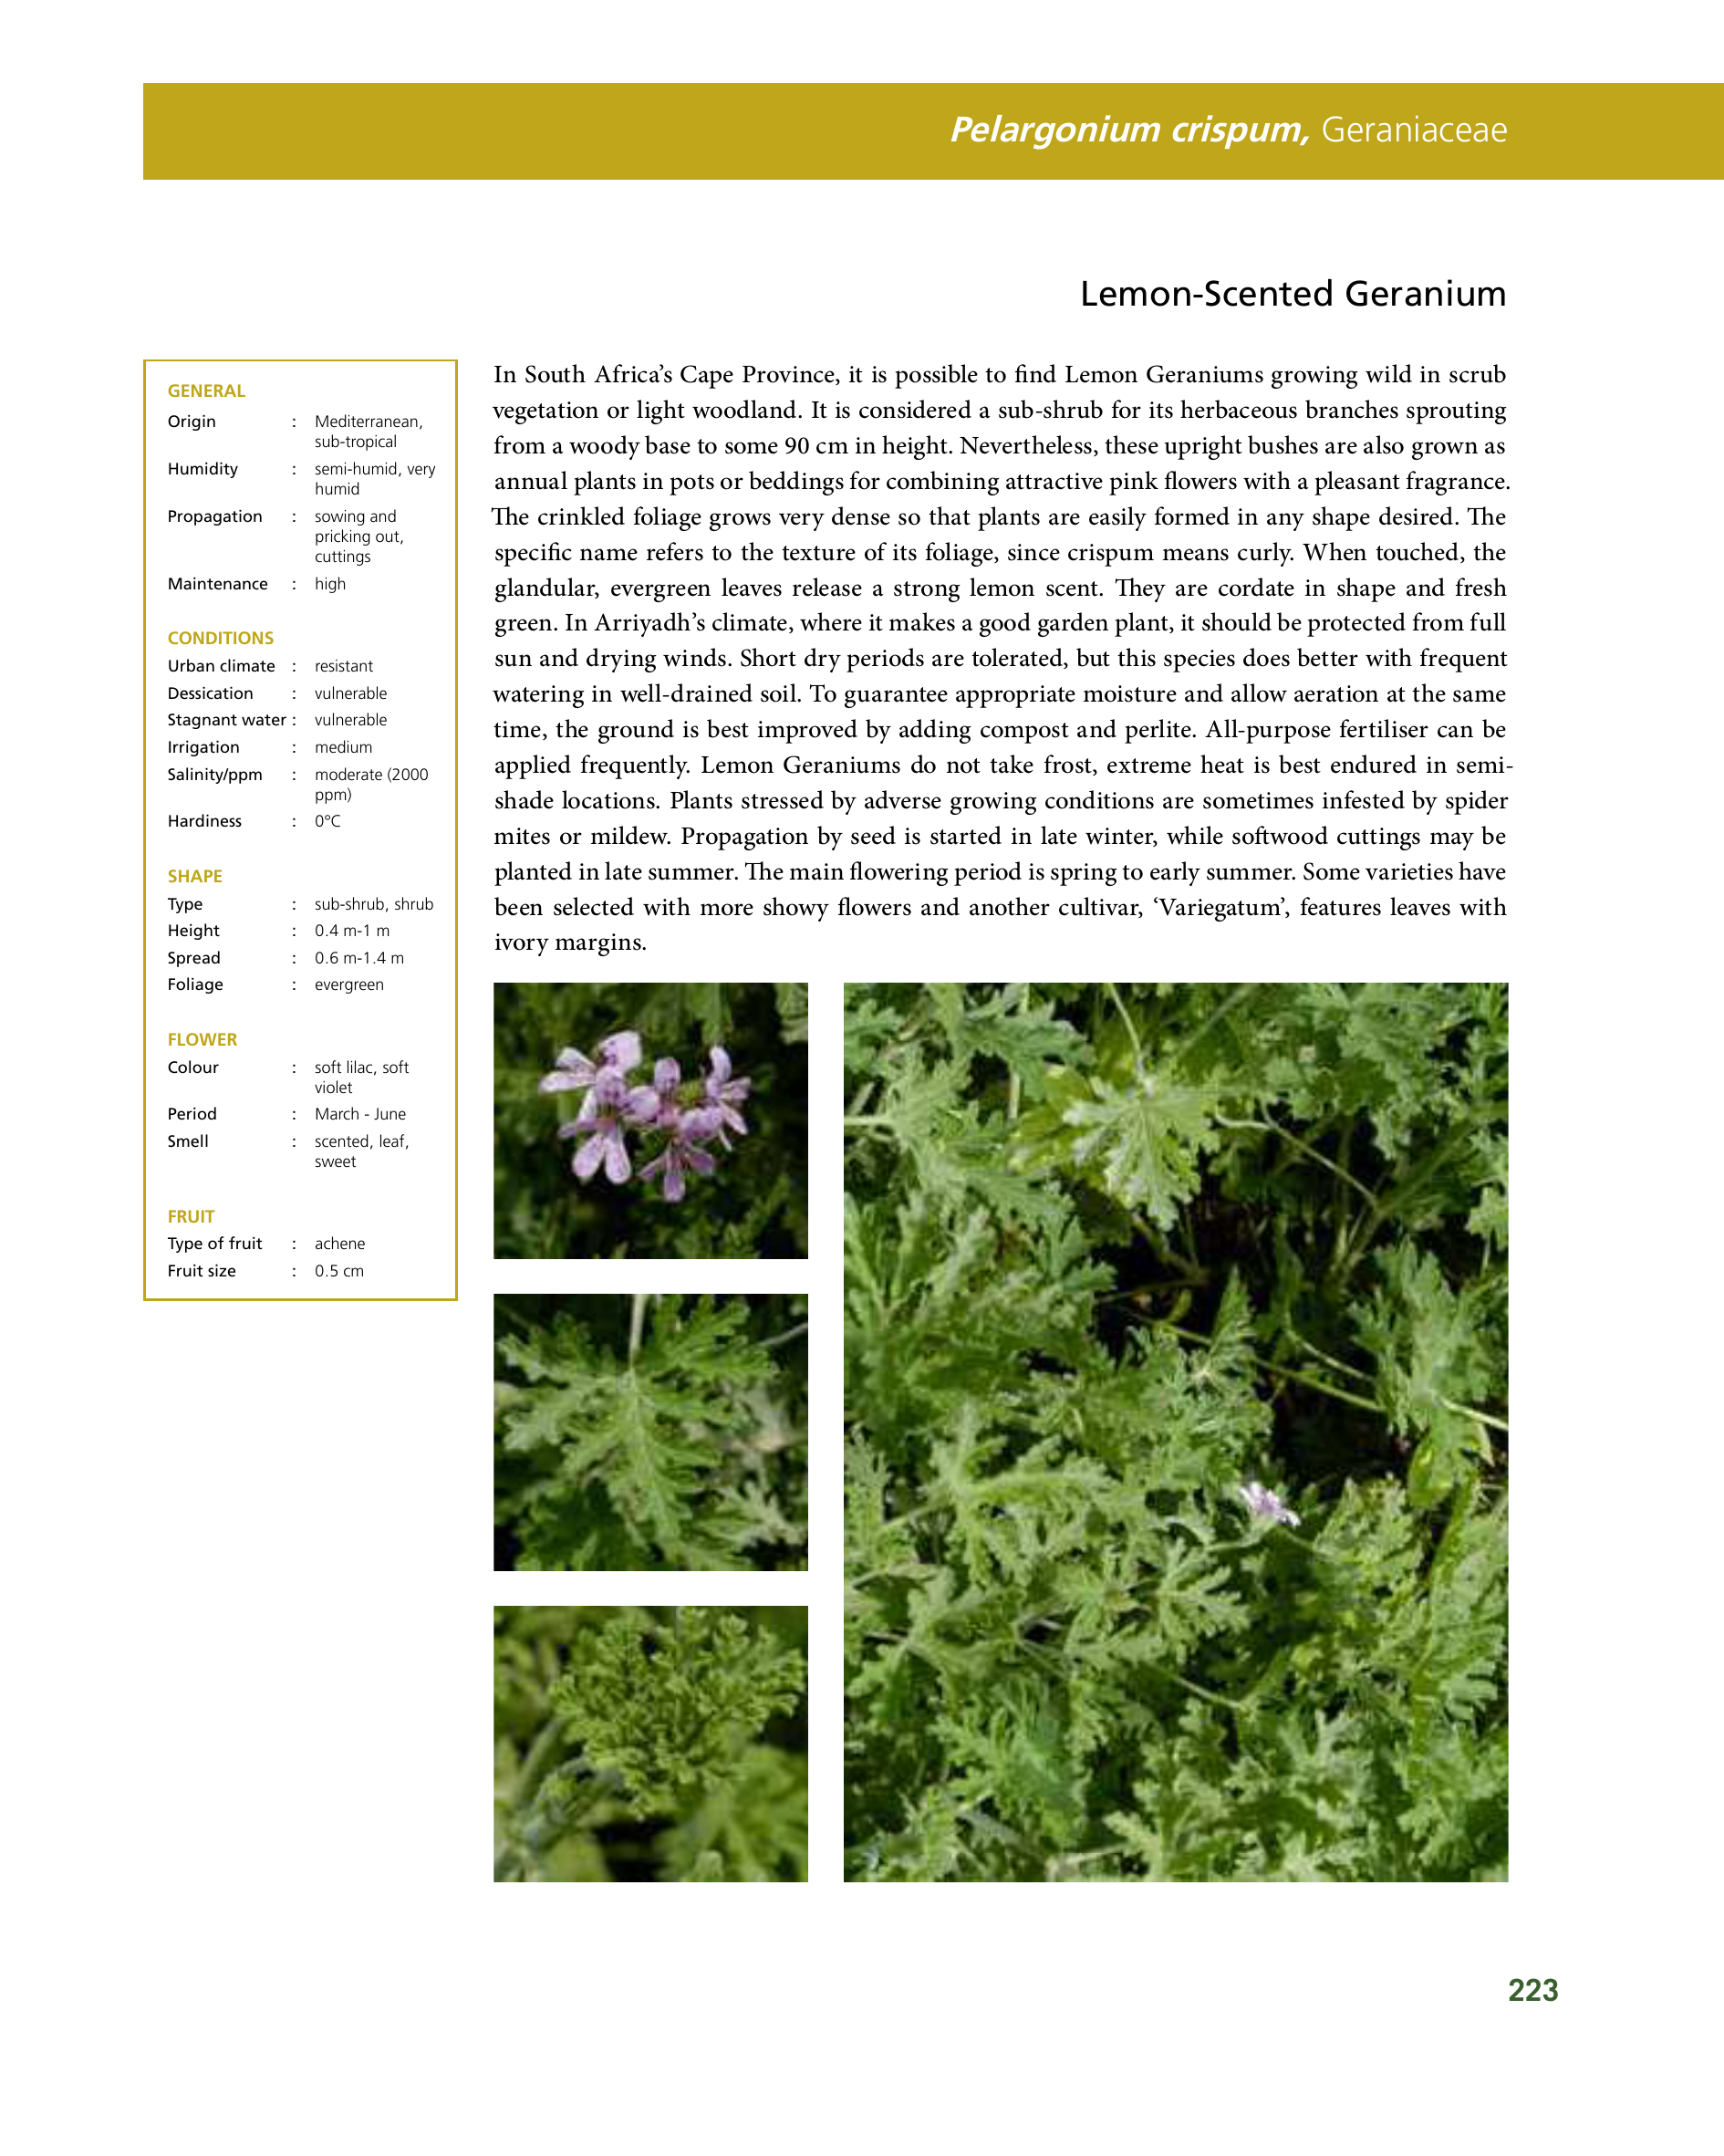 Pelargonium crispum, Geraniaceae
Lemon-Scented Geranium
GENERAL
Origin : Mediterranean,
sub-tropical
Humidity : semi-humid, very
humid
Propagation : sowing and
pricking out,
cuttings
Maintenance : high
CONDITIONS
Urban climate : resistant
Dessication : vulnerable
Stagnant water : vulnerable
Irrigation : medium
Salinity/ppm : moderate (2000
ppm)
Hardiness : 0°C
SHAPE
Type : sub-shrub, shrub
Height : 0.4 m-1 m
Spread : 0.6 m-1.4 m
Foliage : evergreen
FLOWER
Colour : soft lilac, soft
violet
Period : March - June
Smell : scented, leaf,
sweet
FRUIT
Type of fruit : achene
Fruit size : 0.5 cm
In South Africa’s Cape Province, it is possible to find Lemon Geraniums growing wild in scrub
vegetation or light woodland. It is considered a sub-shrub for its herbaceous branches sprouting
from a woody base to some 90 cm in height. Nevertheless, these upright bushes are also grown as
annual plants in pots or beddings for combining attractive pink flowers with a pleasant fragrance.
The crinkled foliage grows very dense so that plants are easily formed in any shape desired. The
specific name refers to the texture of its foliage, since crispum means curly. When touched, the
glandular, evergreen leaves release a strong lemon scent. They are cordate in shape and fresh
green. In Arriyadh’s climate, where it makes a good garden plant, it should be protected from full
sun and drying winds. Short dry periods are tolerated, but this species does better with frequent
watering in well-drained soil. To guarantee appropriate moisture and allow aeration at the same
time, the ground is best improved by adding compost and perlite. All-purpose fertiliser can be
applied frequently. Lemon Geraniums do not take frost, extreme heat is best endured in semi-
shade locations. Plants stressed by adverse growing conditions are sometimes infested by spider
mites or mildew. Propagation by seed is started in late winter, while softwood cuttings may be
planted in late summer. The main flowering period is spring to early summer. Some varieties have
been selected with more showy flowers and another cultivar, ‘Variegatum’, features leaves with
ivory margins.
223